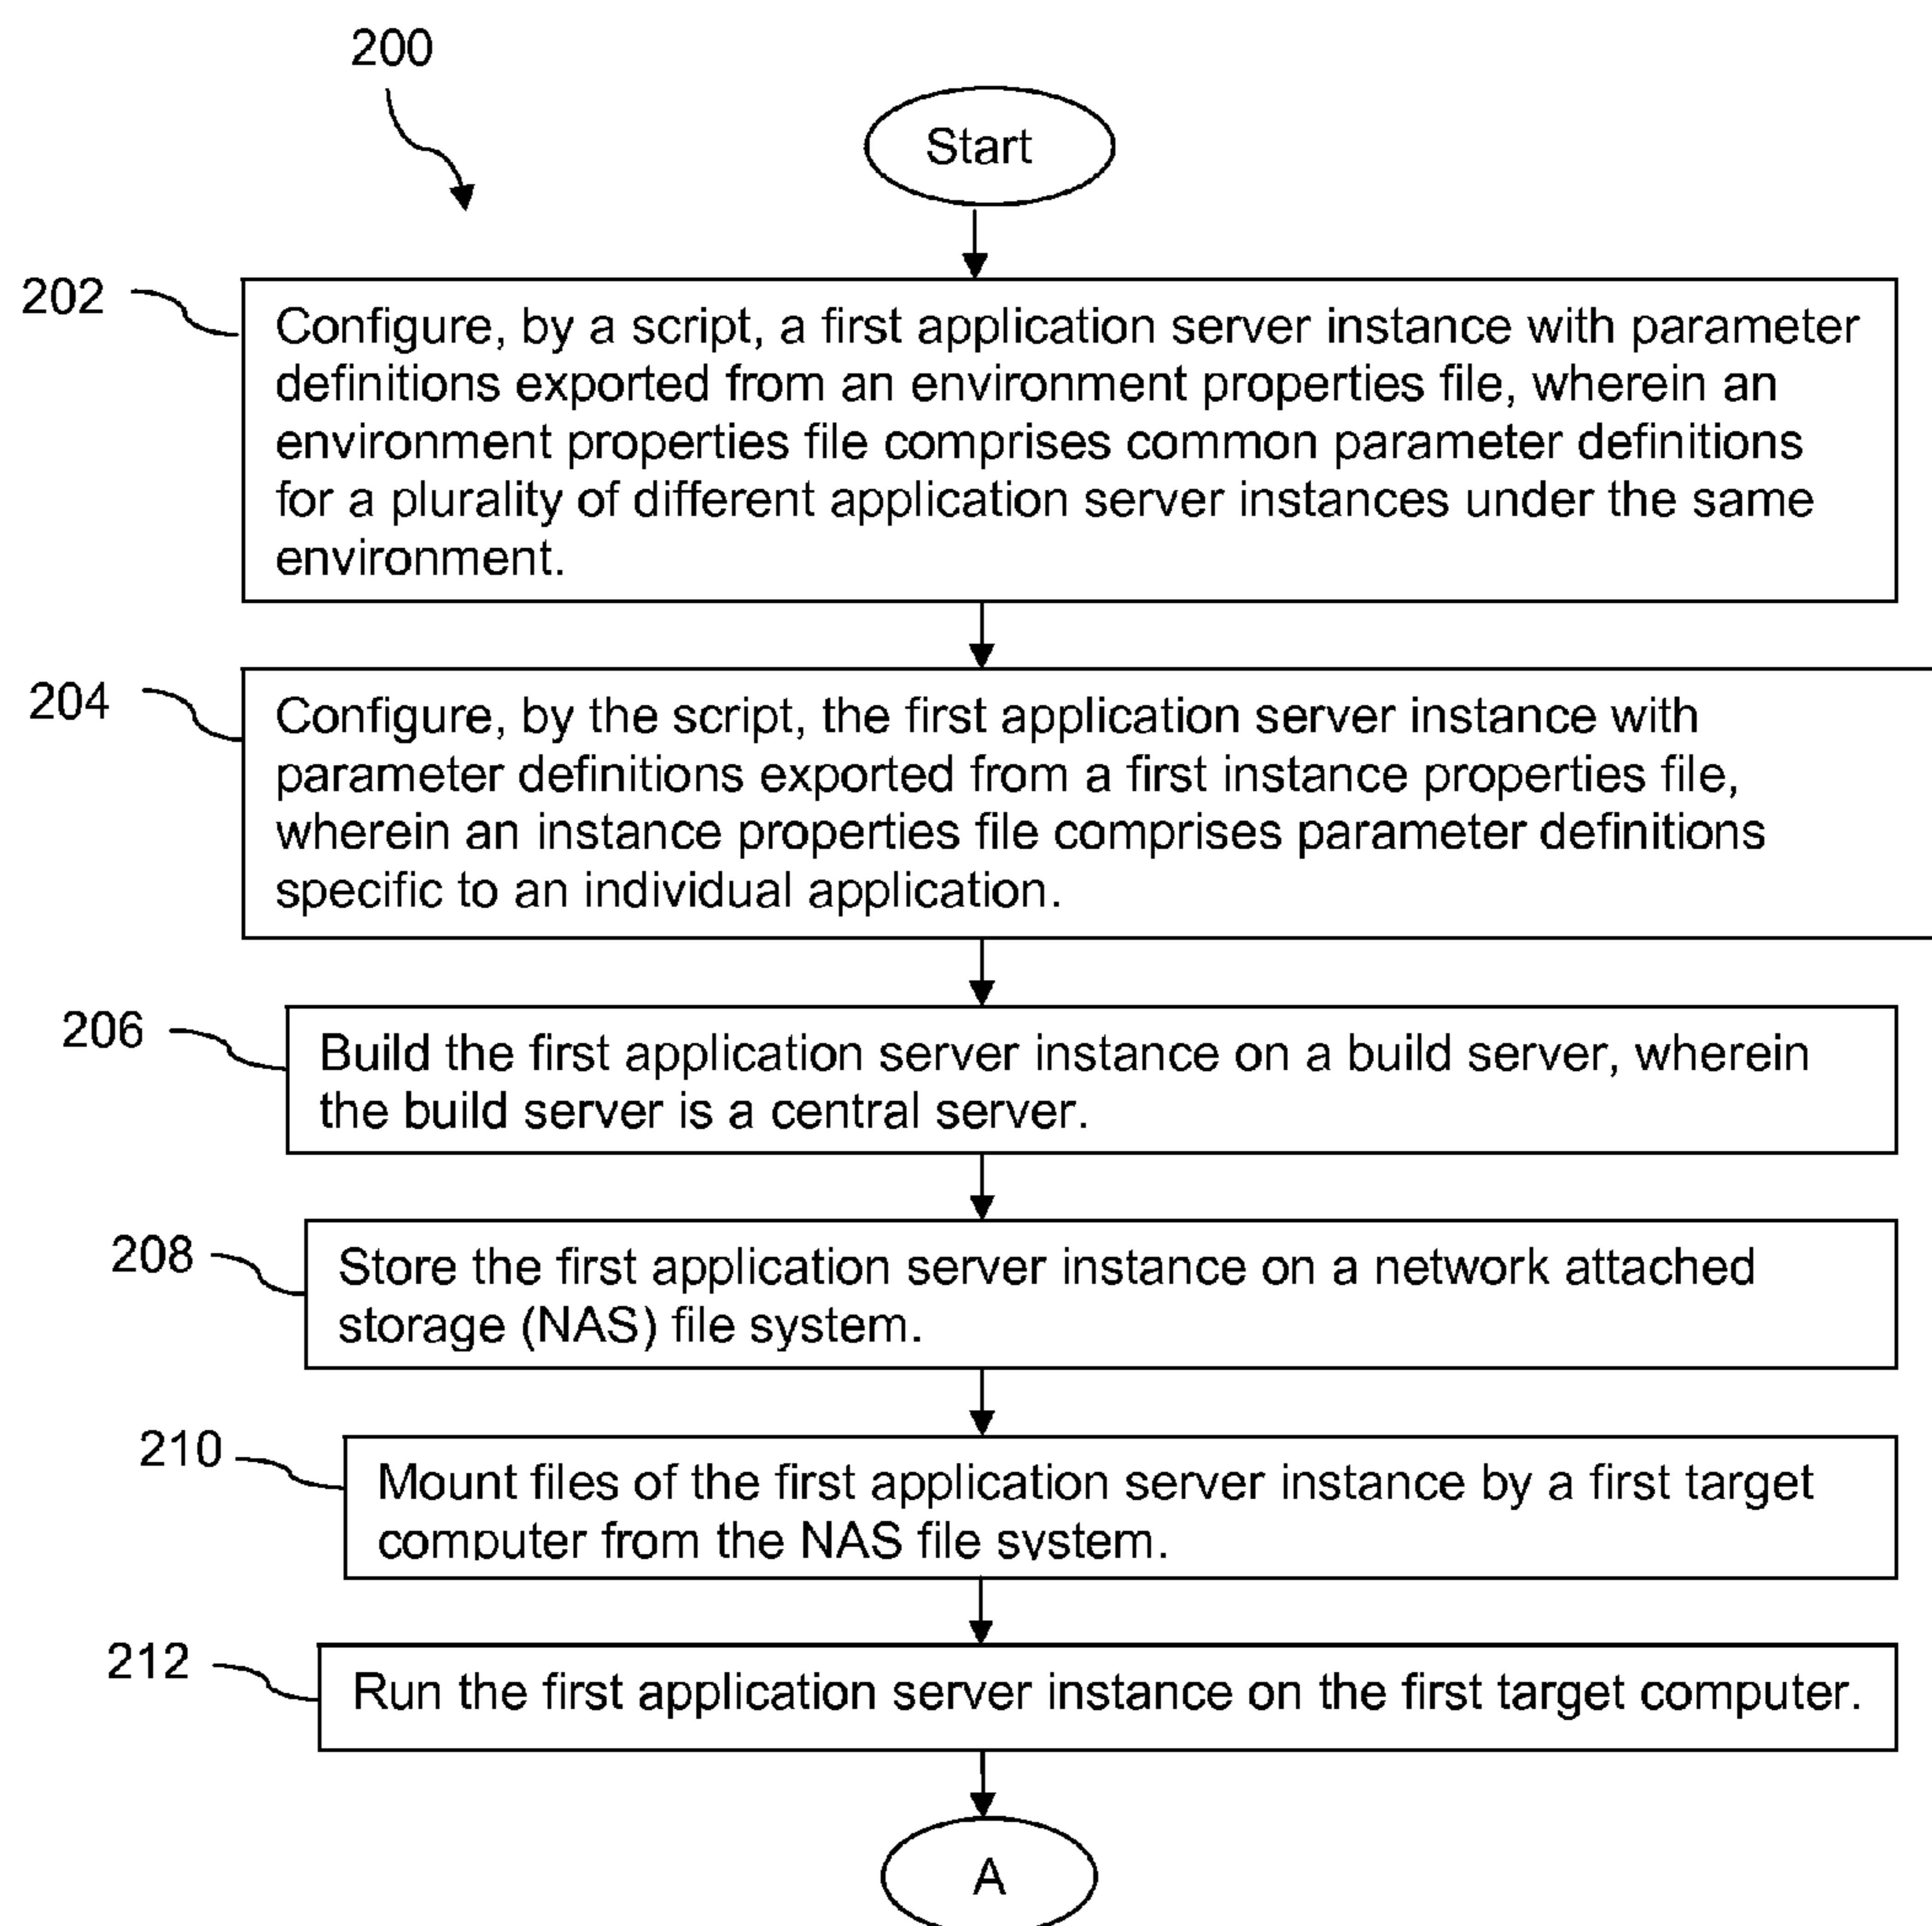 200
Start
202
Configure, by a script, a first application server instance with parameter
definitions exported from an environment properties file, wherein an
environment properties file comprises common parameter definitions
for a plurality of different application server instances under the same
environment.
204
Configure, by the script, the first application server instance with
parameter definitions exported from a first instance properties file,
wherein an instance properties file comprises parameter definitions
specific to an individual application.
206
Build the first application server instance on a build server, wherein
the build server is a central server.
208
Store the first application server instance on a network attached
storage (NAS) file system.
210
Mount files of the first application server instance by a first target
computer from the NAS file system.
212
Run the first application server instance on the first target computer.
A